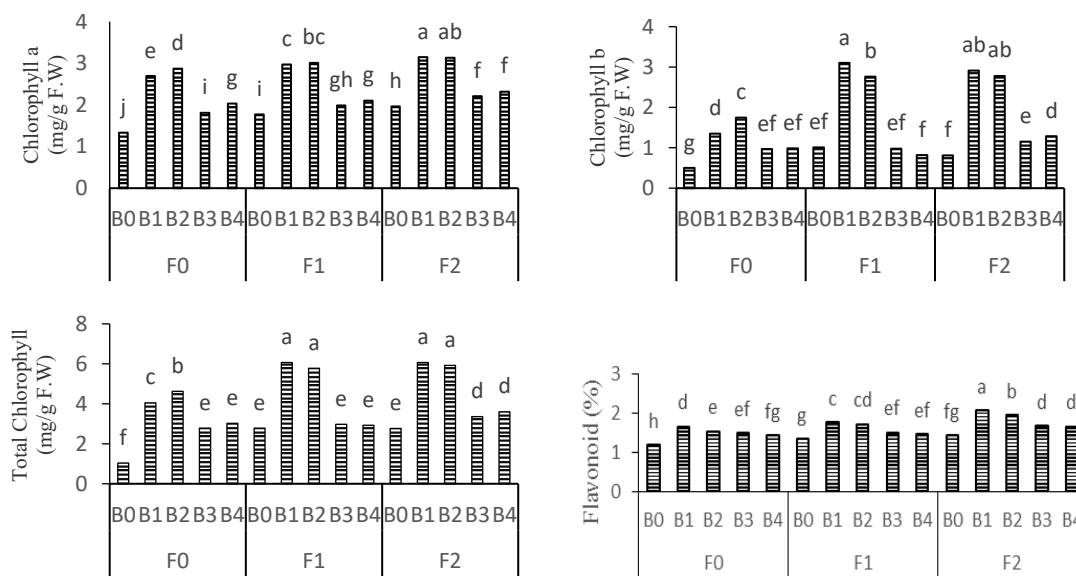 Chlorophyll a
(mg/g F.W)
4
3
2
1
0
j e d i g i c bc gh g h a ab f f
B0 B1 B2 B3 B4 B0 B1 B2 B3 B4 B0 B1 B2 B3 B4
F0 F1 F2
Chlorophyll b
(mg/g F.W)
4
3
2
1
0
g d c ef ef ef a b ef f f ab ab e d
B0 B1 B2 B3 B4 B0 B1 B2 B3 B4 B0 B1 B2 B3 B4
F0 F1 F2
Total Chlorophyll
(mg/g F.W)
8
6
4
2
0
f c b e e e a a e e e a a d d
B0 B1 B2 B3 B4 B0 B1 B2 B3 B4 B0 B1 B2 B3 B4
F0 F1 F2
Flavonoid (%)
3
2
1
0
h d e ef fg g c cd ef ef fg a b d d
B0 B1 B2 B3 B4 B0 B1 B2 B3 B4 B0 B1 B2 B3 B4
F0 F1 F2